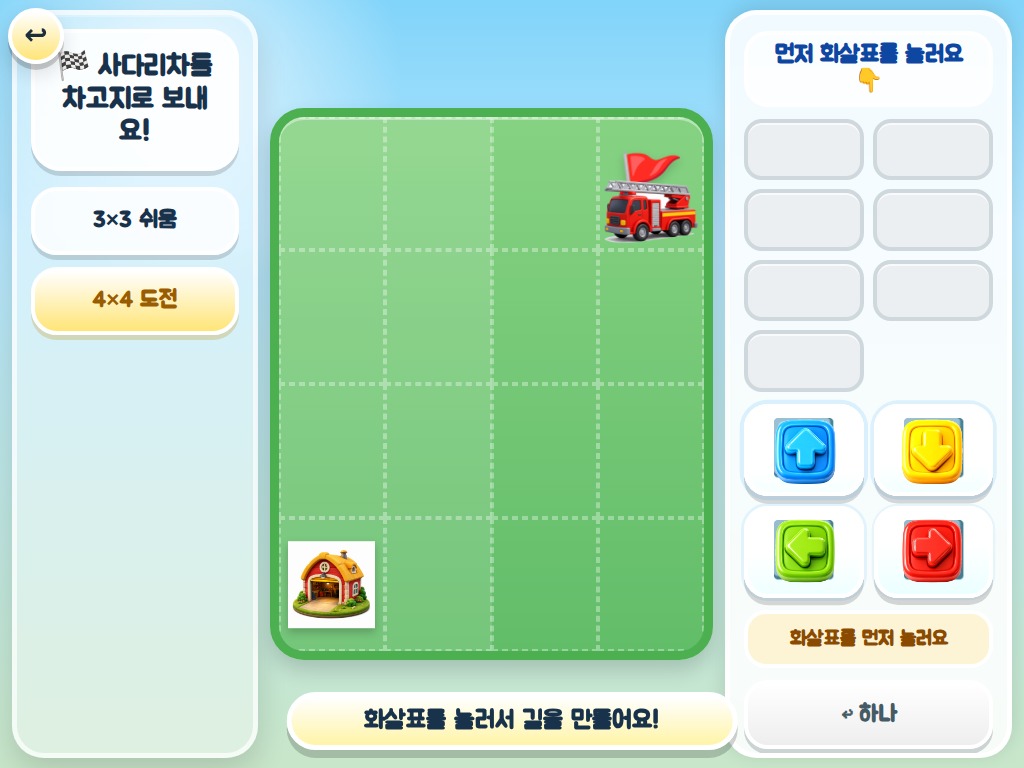 사다리차를
차고지로 보내
요!
3×3 쉬움
4×4 도전
화살표를 눌러서 길을 만들어요!
먼저 화살표를 눌러요
화살표를 먼저 눌러요
하나